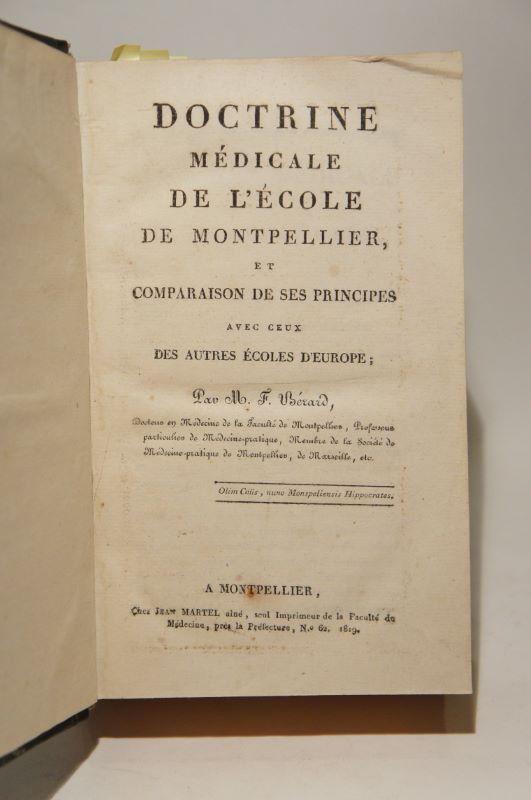 DOCTRINE
MÉDICALE
DE L'ÉCOLE
DE MONTPELLIER,
ET
COMPARAISON DE SES PRINCIPES
AVEC CEUX
DES AUTRES ÉCOLES D'EUROPE;
Par M. F. Bérard,
Docteur en Médecine de la Faculté de Montpellier, Professeur
particulier de Médecine-pratique, Membre de la Société de
Médecine-pratique de Montpellier, de Marseille, etc.
Olim Coüs, nunc Monspeliensis Hippocrates.
A MONTPELLIER,
Chez JEAN MARTEL aîné, seul Imprimeur de la Faculté de
Médecine, près la Préfecture, N.o 62. 1819.